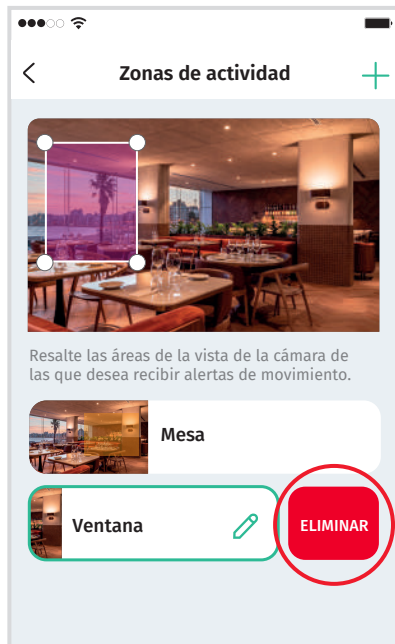 Zonas de actividad
Resalte las áreas de la vista de la cámara de
las que desea recibir alertas de movimiento.
Mesa
Ventana
ELIMINAR